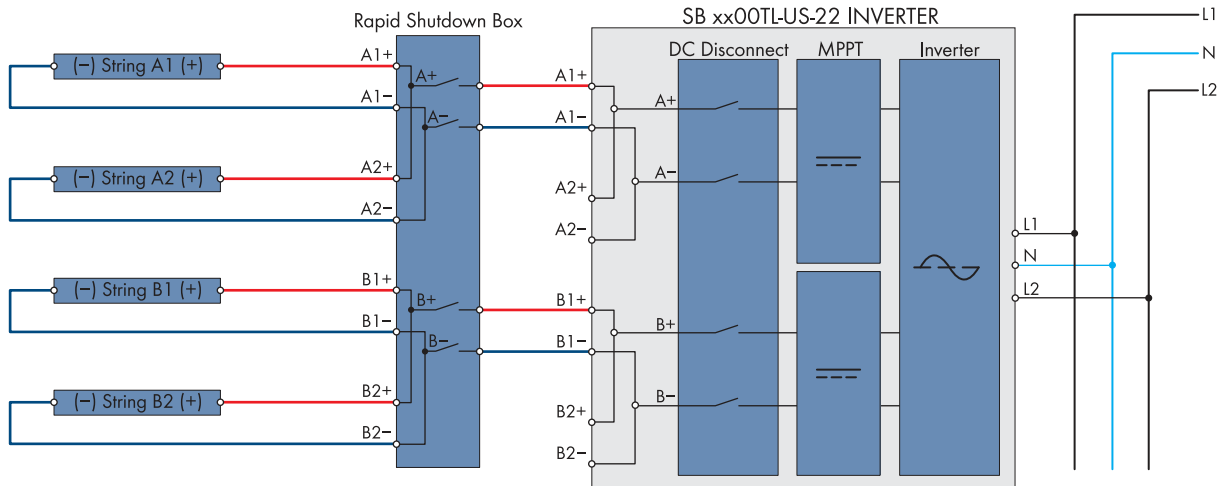 Rapid Shutdown Box
SB xx00TL-US-22 INVERTER
DC Disconnect
MPPT
Inverter
(−) String A1 (+)
A1+
A1−
(−) String A2 (+)
A2+
A2−
(−) String B1 (+)
B1+
B1−
(−) String B2 (+)
B2+
B2−
A+
A−
B+
B−
A1+
A1−
A2+
A2−
B1+
B1−
B2+
B2−
A+
A−
B+
B−
L1
N
L2
L1
N
L2